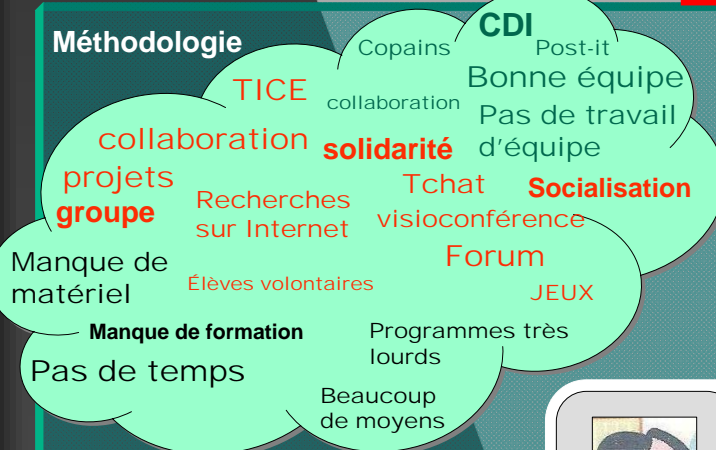 Méthodologie
CDI
Copains
Post-it
TICE
collaboration
Bonne équipe
Pas de travail
d'équipe
collaboration
solidarité
projets
groupe
Recherches
sur Internet
Tchat
Socialisation
visioconférence
Forum
Manque de
matériel
Élèves volontaires
JEUX
Manque de formation
Programmes très
lourds
Pas de temps
Beaucoup
de moyens